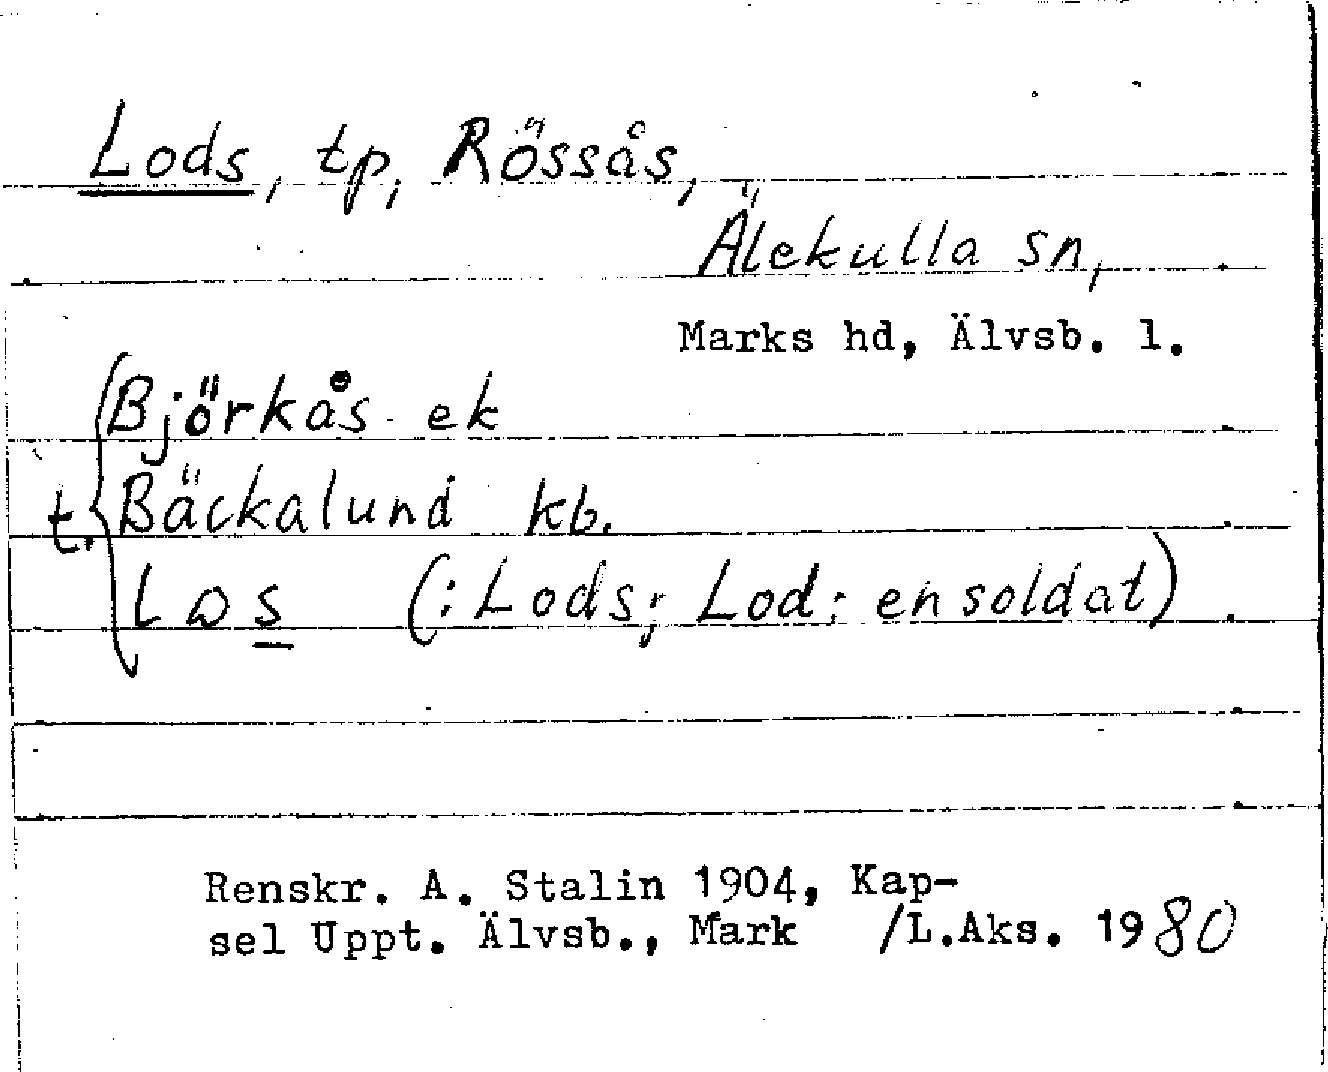 Lods, tp, Rössås,
Älekulla sn,
Marks hd, Älvsb. l.
Björkås ek
t. Bäckalund kb.
Los (: Lods; Lod: en soldat)
Renskr. A. Stalin 1904, Kap-
sel Uppt. Älvsb., Mark /L.Aks. 1980